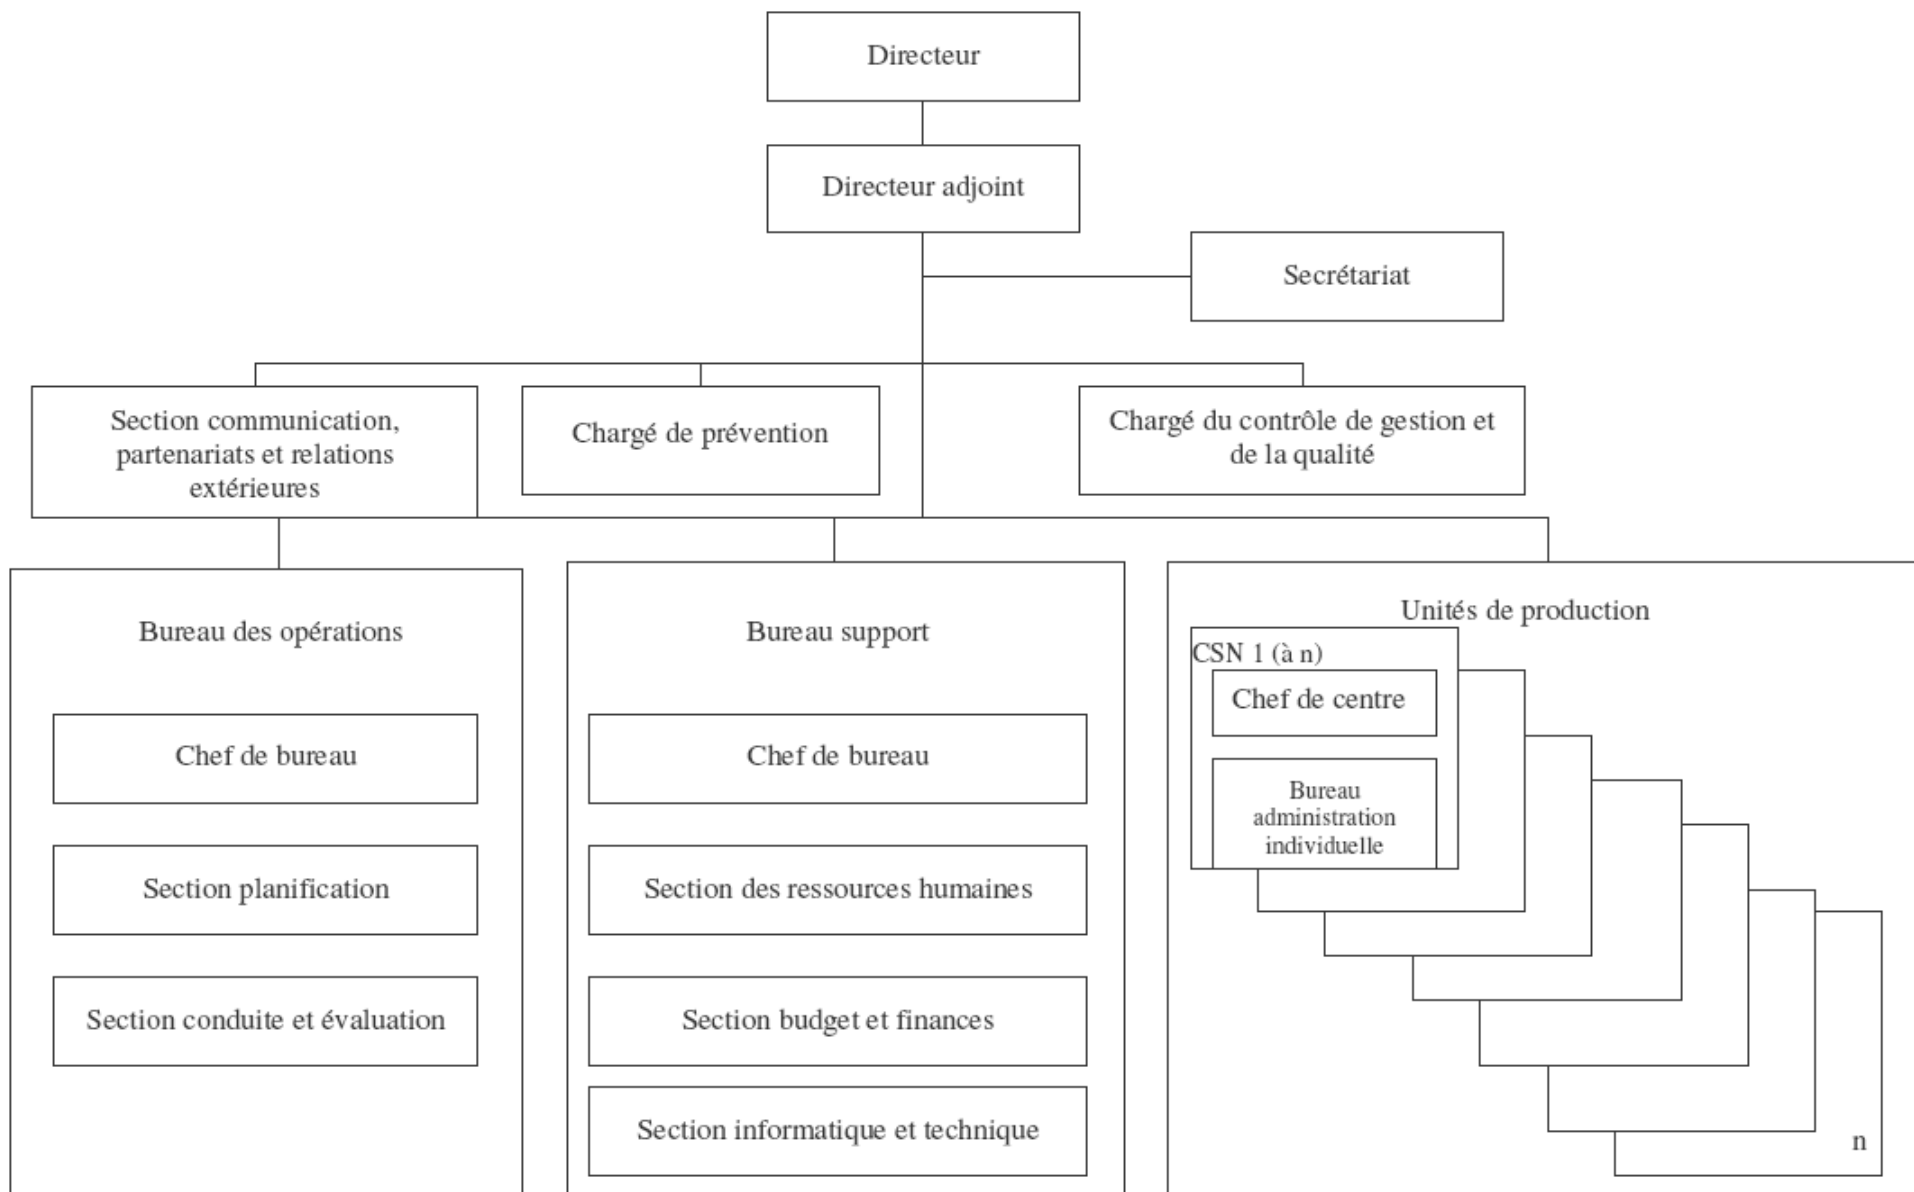 Directeur
Directeur adjoint
Secrétariat
Section communication,
partenariats et relations
extérieures
Chargé de prévention
Chargé du contrôle de gestion et
de la qualité
Bureau des opérations
Chef de bureau
Section planification
Section conduite et évaluation
Bureau support
Chef de bureau
Section des ressources humaines
Section budget et finances
Section informatique et technique
Unités de production
CSN 1 (à n)
Chef de centre
Bureau
administration
individuelle
n